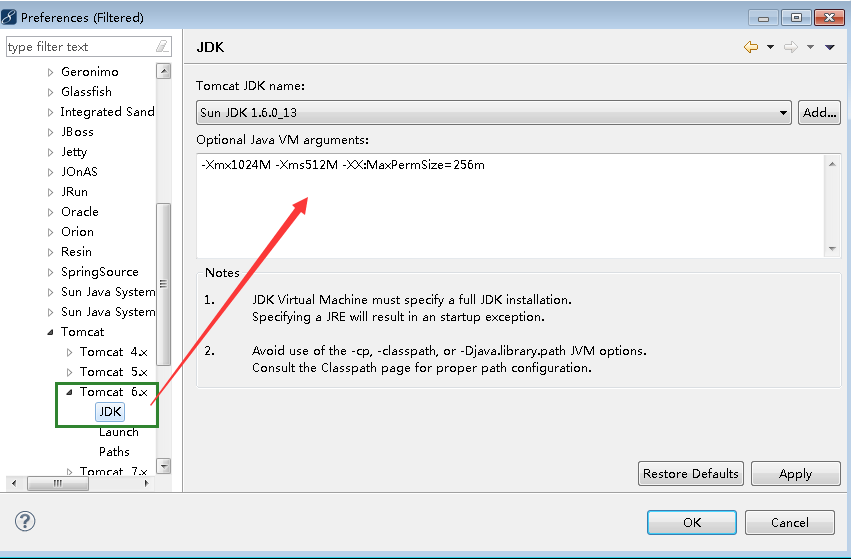 Preferences (Filtered)
type filter text
Geronimo
Glassfish
Integrated Sand
JBoss
Jetty
JOnAS
JRun
Oracle
Orion
Resin
SpringSource
Sun Java System
Sun Java System
Tomcat
Tomcat 4.x
Tomcat 5.x
Tomcat 6.x
JDK
Launch
Paths
Tomcat 7.x
JDK
Tomcat JDK name:
Sun JDK 1.6.0_13
Add...
Optional Java VM arguments:
-Xmx1024M -Xms512M -XX:MaxPermSize=256m
Notes
1. JDK Virtual Machine must specify a full JDK installation.
Specifying a JRE will result in an startup exception.
2. Avoid use of the -cp, -classpath, or -Djava.library.path JVM options.
Consult the Classpath page for proper path configuration.
Restore Defaults
Apply
OK
Cancel